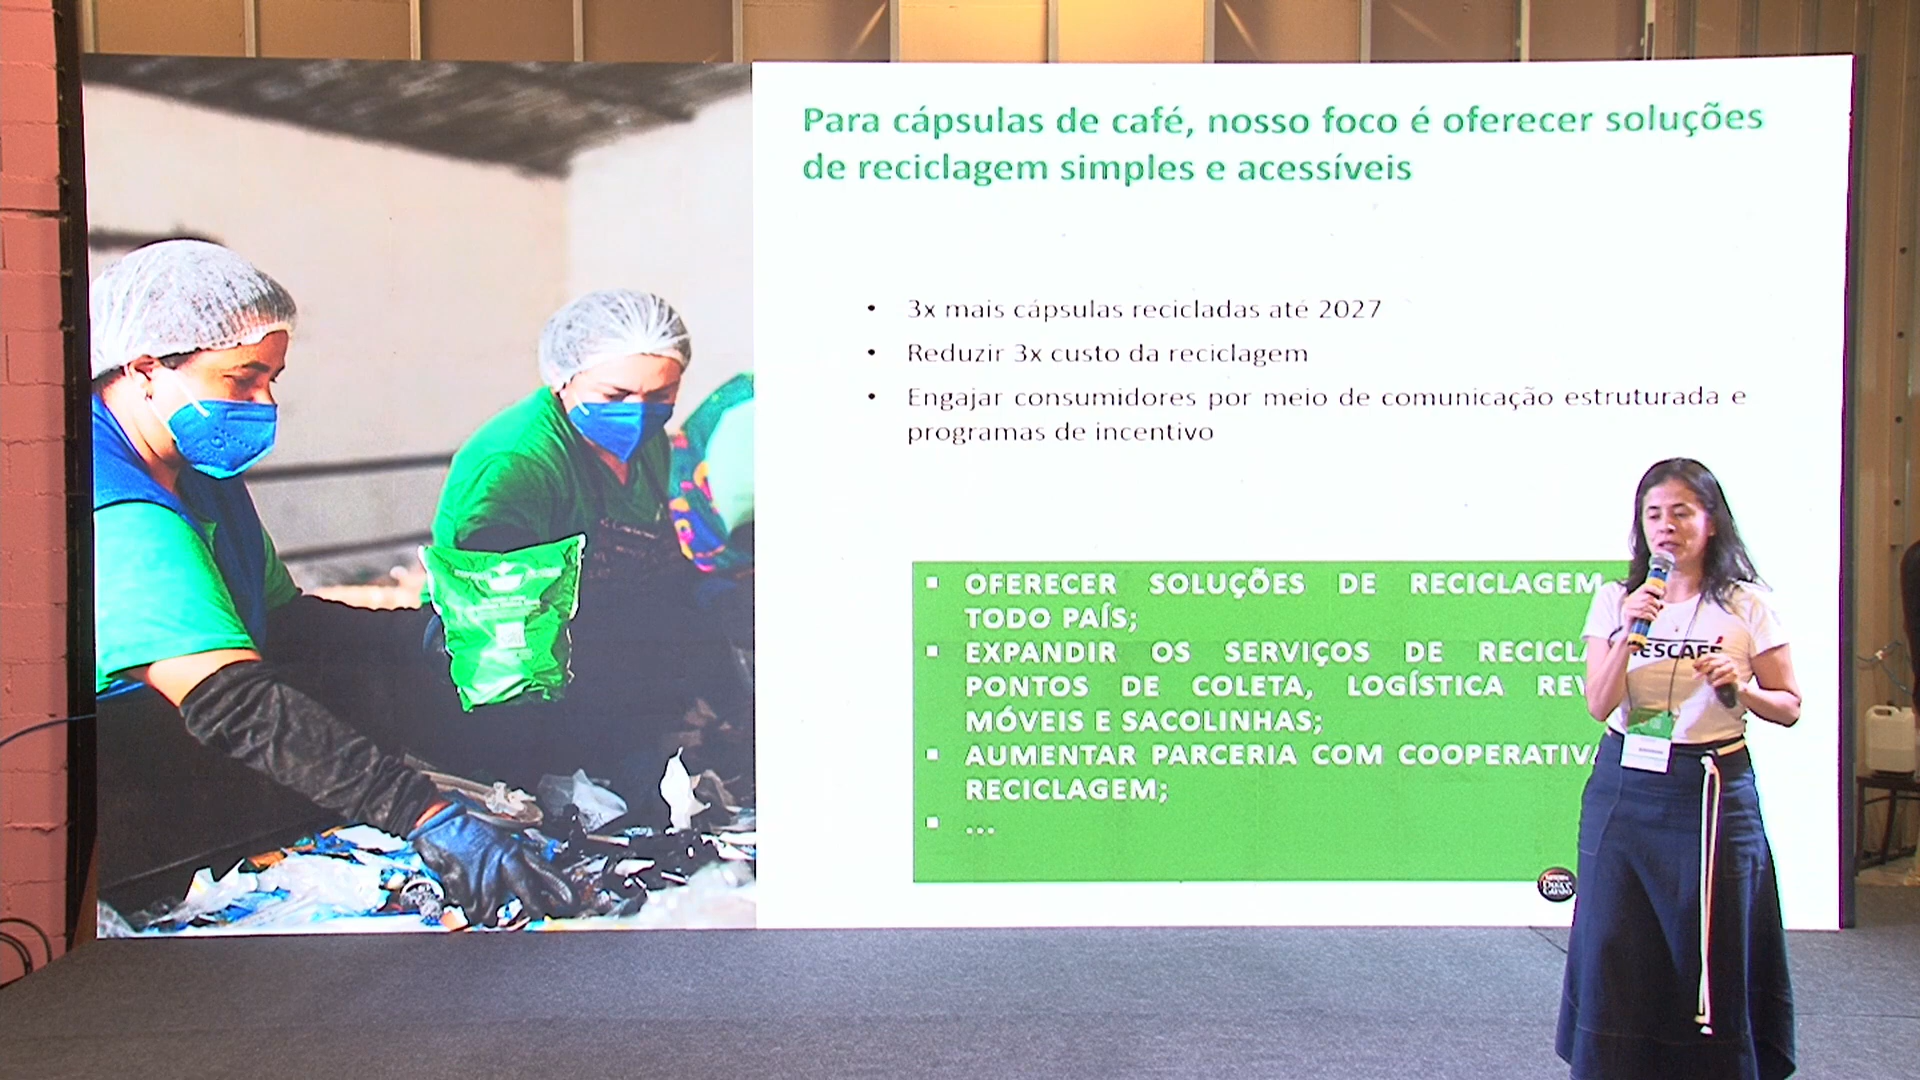 Para cápsulas de café, nosso foco é oferecer soluções
de reciclagem simples e acessíveis
• 3x mais cápsulas recicladas até 2027
• Reduzir 3x custo da reciclagem
• Engajar consumidores por meio de comunicação estruturada e
programas de incentivo
▪ OFERECER SOLUÇÕES DE RECICLAGEM
TODO PAÍS;
▪ EXPANDIR OS SERVIÇOS DE
PONTOS DE COLETA, LOGÍSTICA
MÓVEIS E SACOLINHAS;
▪ AUMENTAR PARCERIA COM
RECICLAGEM;
▪ ...